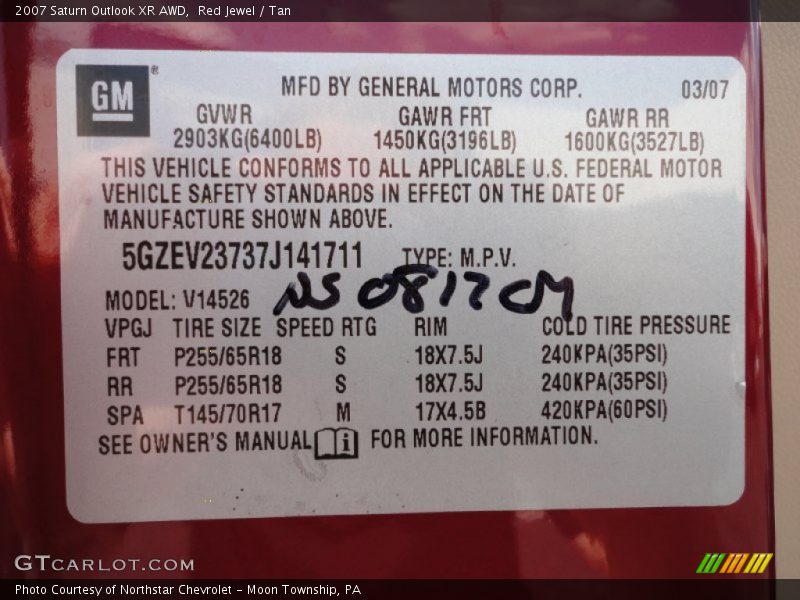 2007 Saturn Outlook XR AWD,  Red Jewel / Tan
GM ®
MFD BY GENERAL MOTORS CORP. 03/07
GVWR GAWR FRT GAWR RR
2903KG(6400LB) 1450KG(3196LB) 1600KG(3527LB)
THIS VEHICLE CONFORMS TO ALL APPLICABLE U.S. FEDERAL MOTOR
VEHICLE SAFETY STANDARDS IN EFFECT ON THE DATE OF
MANUFACTURE SHOWN ABOVE.
5GZEV23737J141711 TYPE: M.P.V.
MODEL: V14526
VPGJ TIRE SIZE SPEED RTG RIM COLD TIRE PRESSURE
FRT P255/65R18 S 18X7.5J 240KPA(35PSI)
RR P255/65R18 S 18X7.5J 240KPA(35PSI)
SPA T145/70R17 M 17X4.5B 420KPA(60PSI)
SEE OWNER'S MANUAL FOR MORE INFORMATION.
GTCARLOT.COM
Photo Courtesy of Northstar Chevrolet - Moon Township, PA